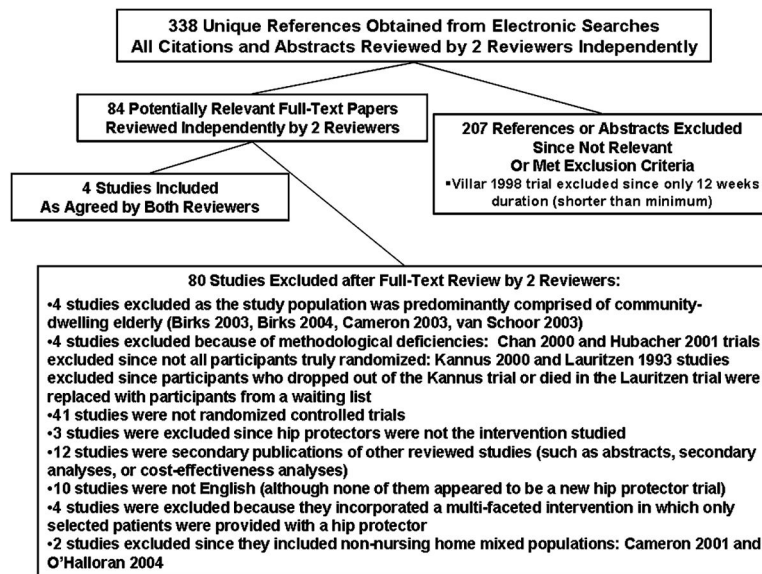 338 Unique References Obtained from Electronic Searches
All Citations and Abstracts Reviewed by 2 Reviewers Independently
84 Potentially Relevant Full-Text Papers
Reviewed Independently by 2 Reviewers
207 References or Abstracts Excluded
Since Not Relevant
Or Met Exclusion Criteria
▪Villar 1998 trial excluded since only 12 weeks
duration (shorter than minimum)
4 Studies Included
As Agreed by Both Reviewers
80 Studies Excluded after Full-Text Review by 2 Reviewers:
•4 studies excluded as the study population was predominantly comprised of community-
dwelling elderly (Birks 2003, Birks 2004, Cameron 2003, van Schoor 2003)
•4 studies excluded because of methodological deficiencies: Chan 2000 and Hubacher 2001 trials
excluded since not all participants truly randomized: Kannus 2000 and Lauritzen 1993 studies
excluded since participants who dropped out of the Kannus trial or died in the Lauritzen trial were
replaced with participants from a waiting list
•41 studies were not randomized controlled trials
•3 studies were excluded since hip protectors were not the intervention studied
•12 studies were secondary publications of other reviewed studies (such as abstracts, secondary
analyses, or cost-effectiveness analyses)
•10 studies were not English (although none of them appeared to be a new hip protector trial)
•4 studies were excluded because they incorporated a multi-faceted intervention in which only
selected patients were provided with a hip protector
•2 studies excluded since they included non-nursing home mixed populations: Cameron 2001 and
O'Halloran 2004